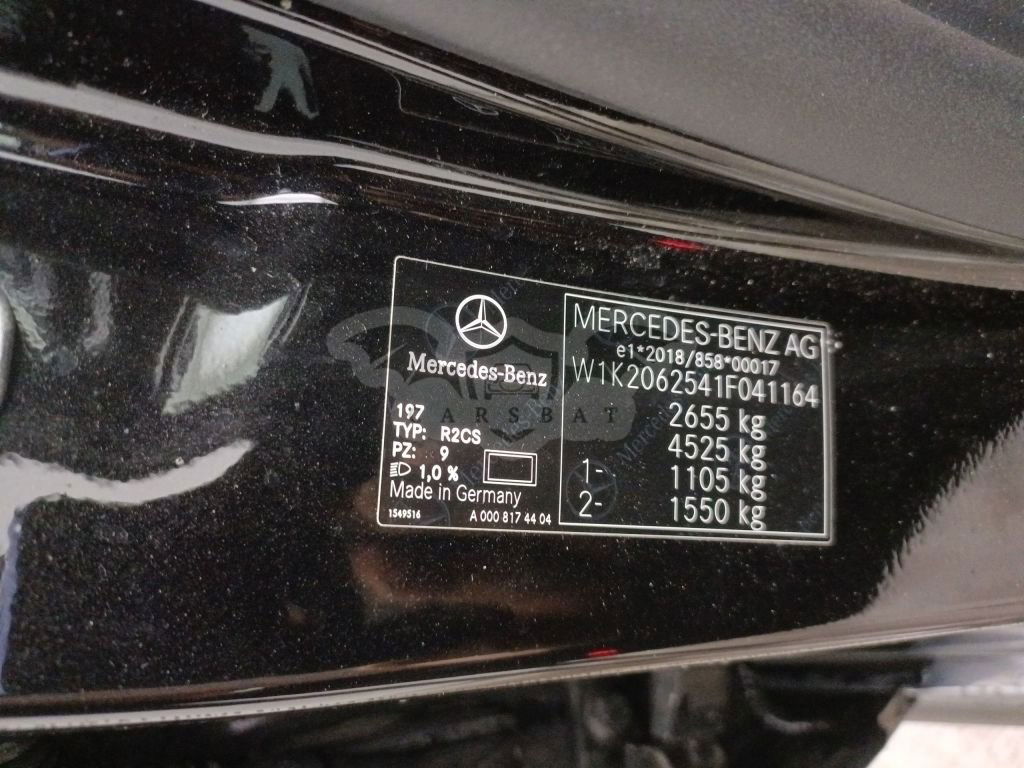 Mercedes-Benz
197
TYP: R2CS
PZ: 9
1,0 %
Made in Germany
1549516 A 000 817 44 04
MERCEDES-BENZ AG
e1*2018/858*00017
W1K2062541F041164
2655 kg
4525 kg
1- 1105 kg
2- 1550 kg
ARSBAT